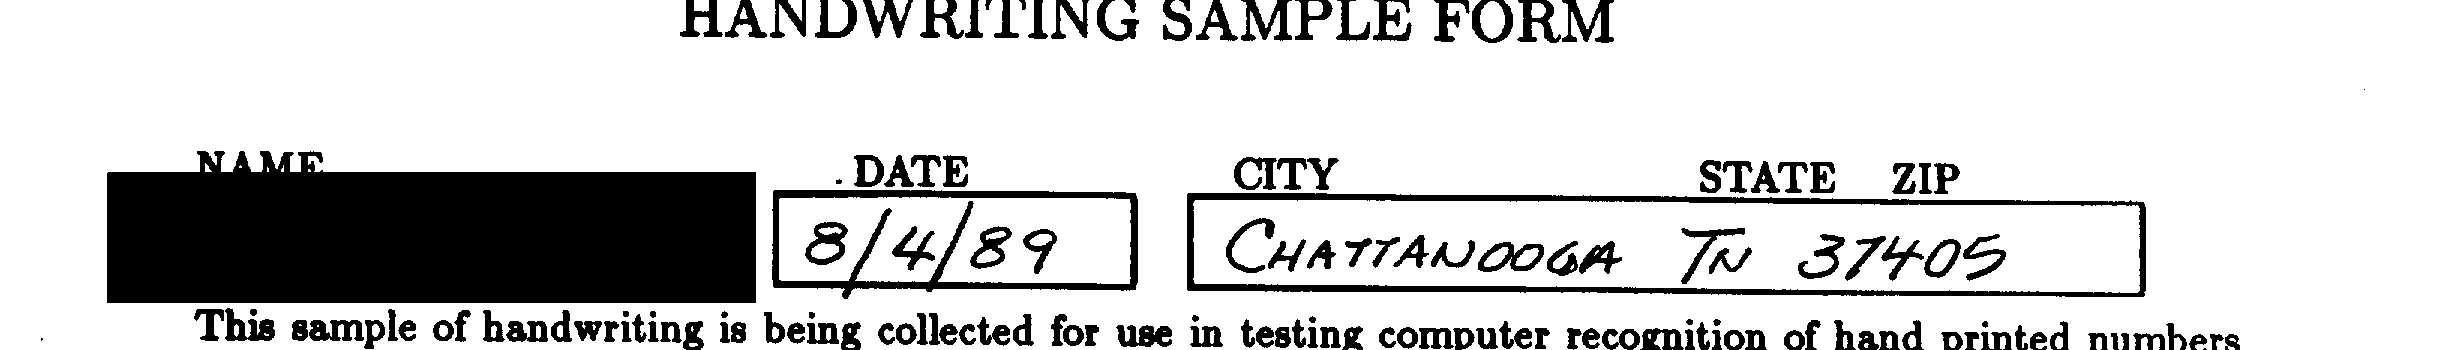 HANDWRITING SAMPLE FORM
NAME DATE CITY STATE ZIP
8/4/89 CHATTANOOGA TN 37405
This sample of handwriting is being collected for use in testing computer recognition of hand printed numbers